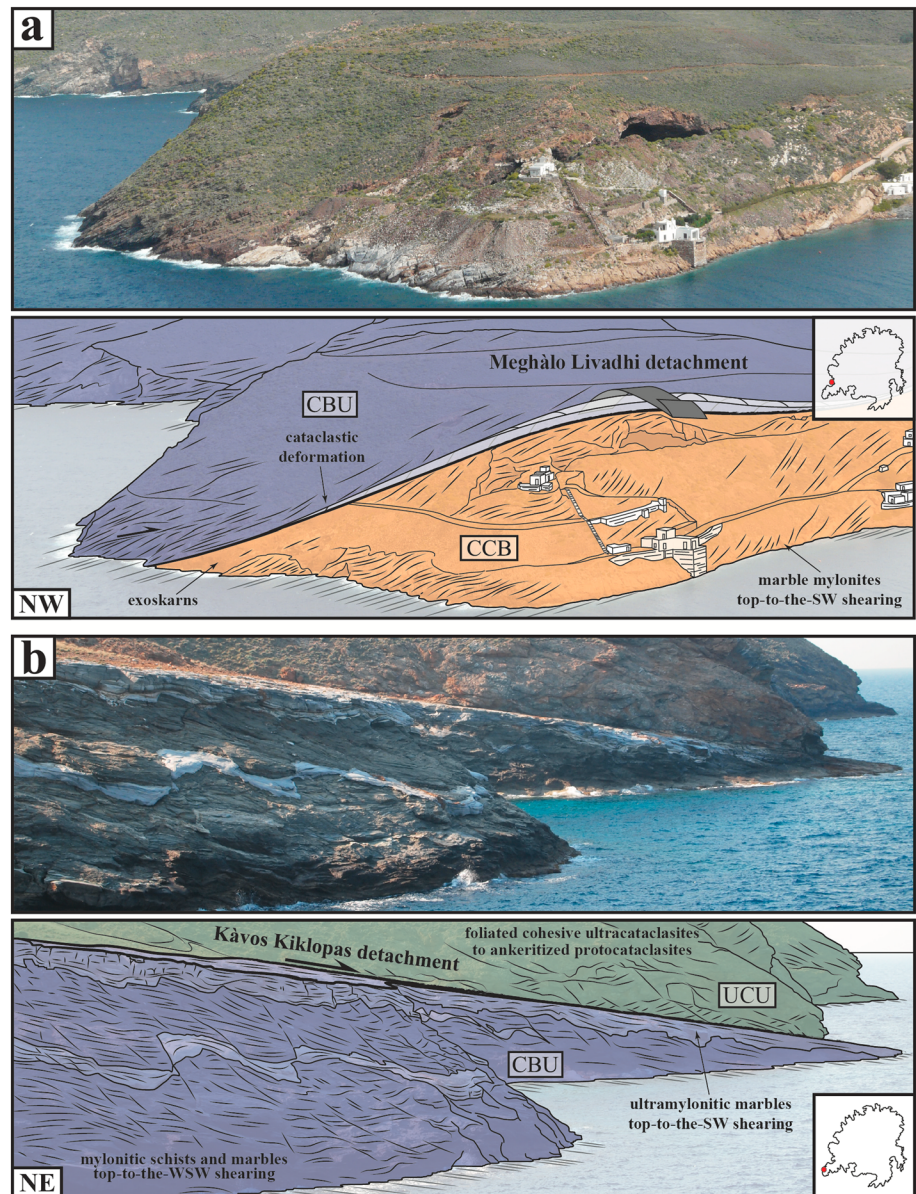 a
Meghàlo Livadhi detachment
CBU
cataclastic
deformation
CCB
exoskarns
marble mylonites
top-to-the-SW shearing
NW
b
Kàvos Kiklopas detachment
foliated cohesive ultracataclasites
to ankeritized protocataclasites
UCU
CBU
ultramylonitic marbles
top-to-the-SW shearing
mylonitic schists and marbles
top-to-the-WSW shearing
NE